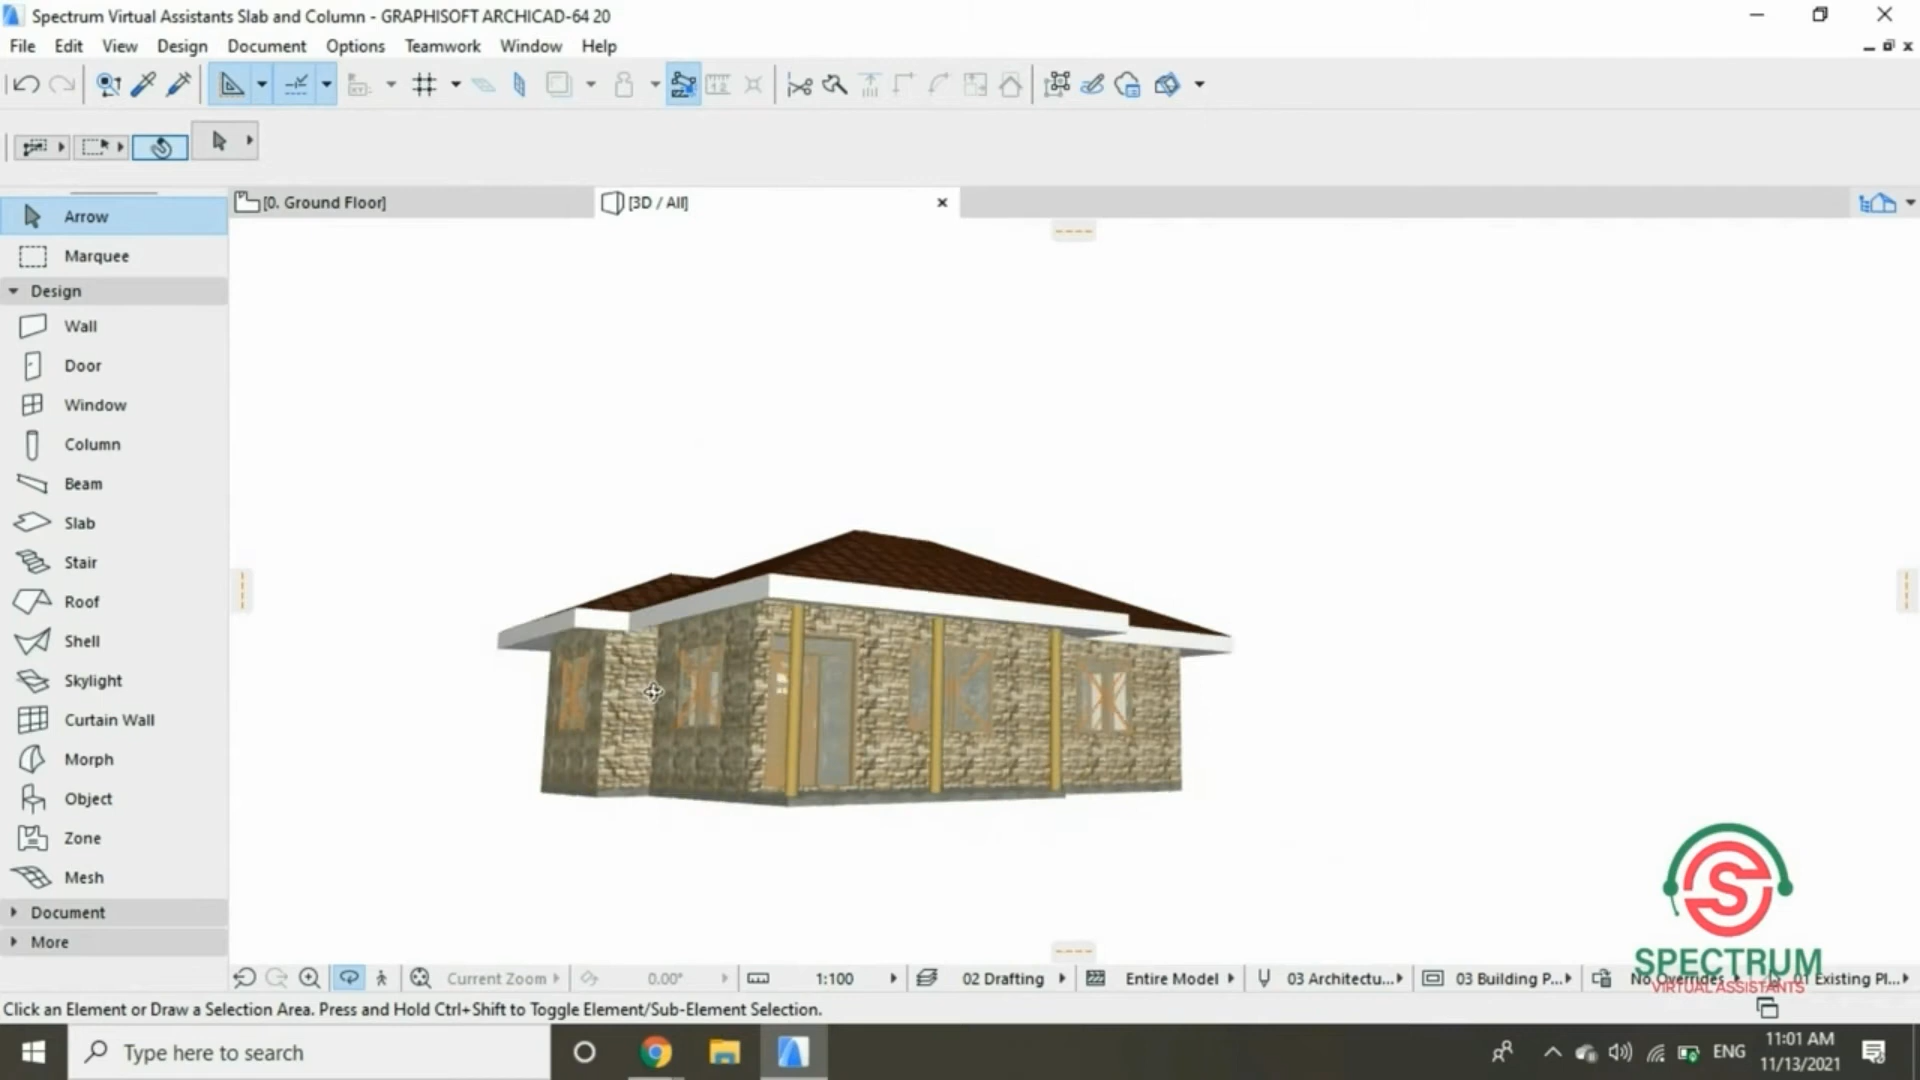 Spectrum Virtual Assistants Slab and Column - GRAPHISOFT ARCHICAD-64 20
File Edit View Design Document Options Teamwork Window Help
[0. Ground Floor] [3D / All]
Arrow
Marquee
Design
Wall
Door
Window
Column
Beam
Slab
Stair
Roof
Shell
Skylight
Curtain Wall
Morph
Object
Zone
Mesh
Document
More
SPECTRUM
VIRTUAL ASSISTANTS
Current Zoom 0.00° 1:100 02 Drafting Entire Model 03 Architectu... 03 Building P... No Overrides 01 Existing Pl...
Click an Element or Draw a Selection Area. Press and Hold Ctrl+Shift to Toggle Element/Sub-Element Selection.
Type here to search
ENG
11:01 AM
11/13/2021